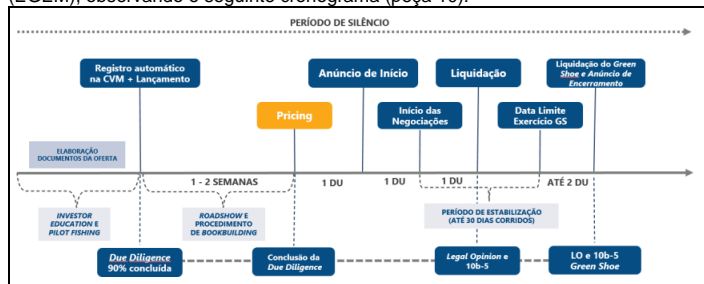 (EGEM), observando o seguinte cronograma (peça 10):
PERÍODO DE SILÊNCIO
Registro automático
na CVM + Lançamento
Anúncio de Início
Liquidação
Liquidação do Green
Shoe e Anúncio de
Encerramento
Pricing
Início das
Negociações
Data Limite
Exercício GS
ELABORAÇÃO
DOCUMENTOS DA OFERTA
1 - 2 SEMANAS
1 DU
1 DU
1 DU
ATÉ 2 DU
INVESTOR
EDUCATION E
PILOT FISHING
ROADSHOW E
PROCEDIMENTO
DE BOOKBUILDING
PERÍODO DE ESTABILIZAÇÃO
(ATÉ 30 DIAS CORRIDOS)
Due Diligence
90% concluída
Conclusão da
Due Diligence
Legal Opinion e
10b-5
LO e 10b-5
Green Shoe